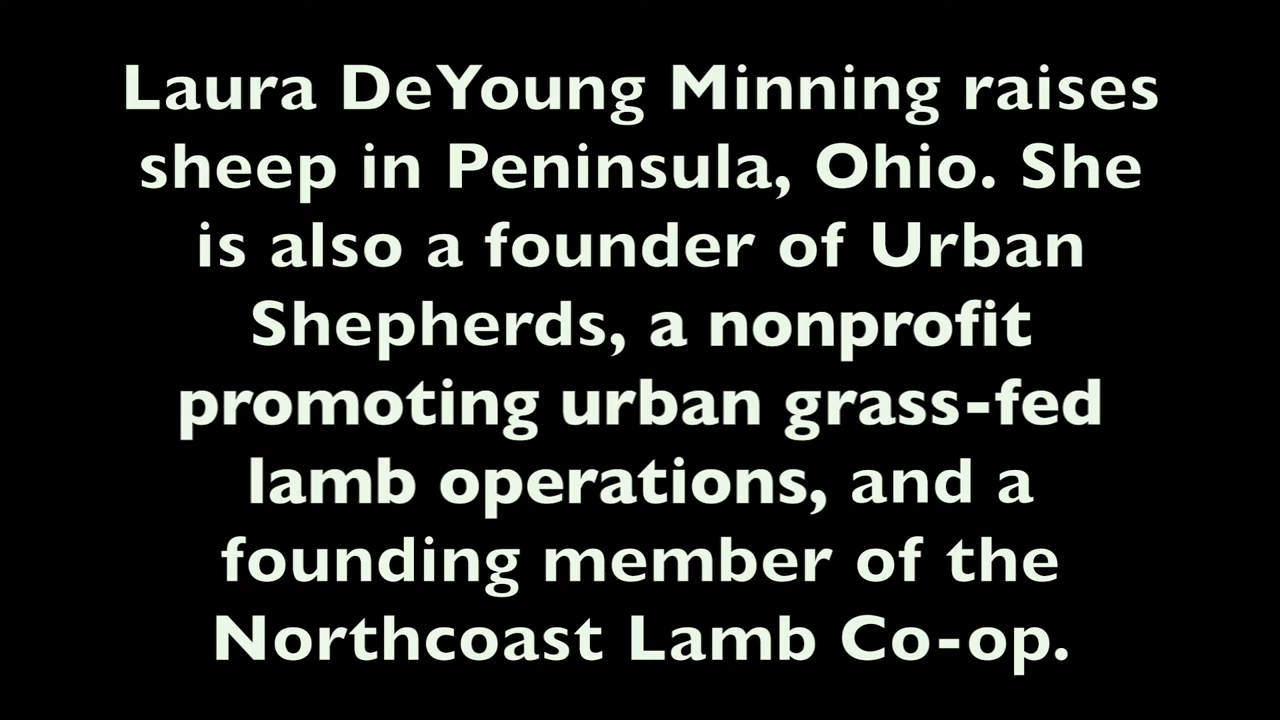 Laura DeYoung Minning raises
sheep in Peninsula, Ohio. She
is also a founder of Urban
Shepherds, a nonprofit
promoting urban grass-fed
lamb operations, and a
founding member of the
Northcoast Lamb Co-op.